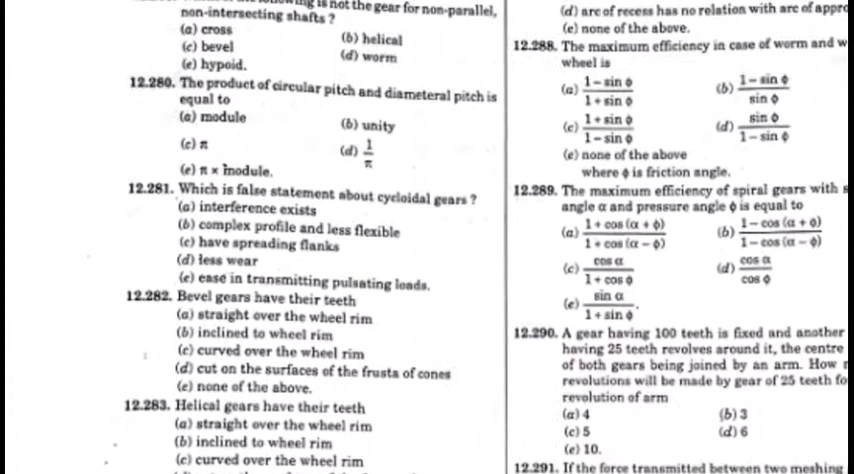 is not the gear for non-parallel,
non-intersecting shafts ?
(a) cross (b) helical
(c) bevel (d) worm
(e) hypoid.
12.280. The product of circular pitch and diameteral pitch is
equal to
(a) module (b) unity
(c) π (d) 1/π
(e) π × module.
12.281. Which is false statement about cycloidal gears ?
(a) interference exists
(b) complex profile and less flexible
(c) have spreading flanks
(d) less wear
(e) ease in transmitting pulsating loads.
12.282. Bevel gears have their teeth
(a) straight over the wheel rim
(b) inclined to wheel rim
(c) curved over the wheel rim
(d) cut on the surfaces of the frusta of cones
(e) none of the above.
12.283. Helical gears have their teeth
(a) straight over the wheel rim
(b) inclined to wheel rim
(c) curved over the wheel rim
(d) arc of recess has no relation with arc of appro
(e) none of the above.
12.288. The maximum efficiency in case of worm and w
wheel is
(a) 1 – sin φ / 1 + sin φ (b) 1 – sin φ / sin φ
(c) 1 + sin φ / 1 – sin φ (d) sin φ / 1 – sin φ
(e) none of the above
where φ is friction angle.
12.289. The maximum efficiency of spiral gears with s
angle α and pressure angle φ is equal to
(a) 1 + cos (α + φ) / 1 + cos (α – φ) (b) 1 – cos (α + φ) / 1 – cos (α – φ)
(c) cos α / 1 + cos φ (d) cos α / cos φ
(e) sin α / 1 + sin φ .
12.290. A gear having 100 teeth is fixed and another
having 25 teeth revolves around it, the centre
of both gears being joined by an arm. How
revolutions will be made by gear of 25 teeth fo
revolution of arm
(a) 4 (b) 3
(c) 5 (d) 6
(e) 10.
12.291. If the force transmitted between two meshing